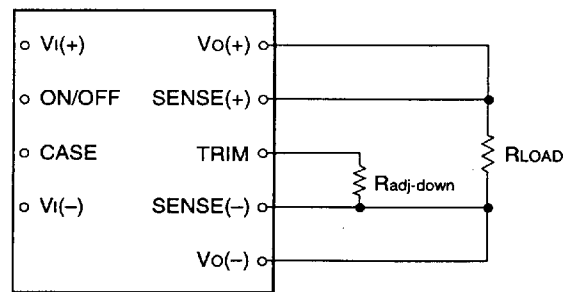 VI(+) VO(+)
ON/OFF SENSE(+)
CASE TRIM
RLOAD
Radj-down
VI(–) SENSE(–)
VO(–)